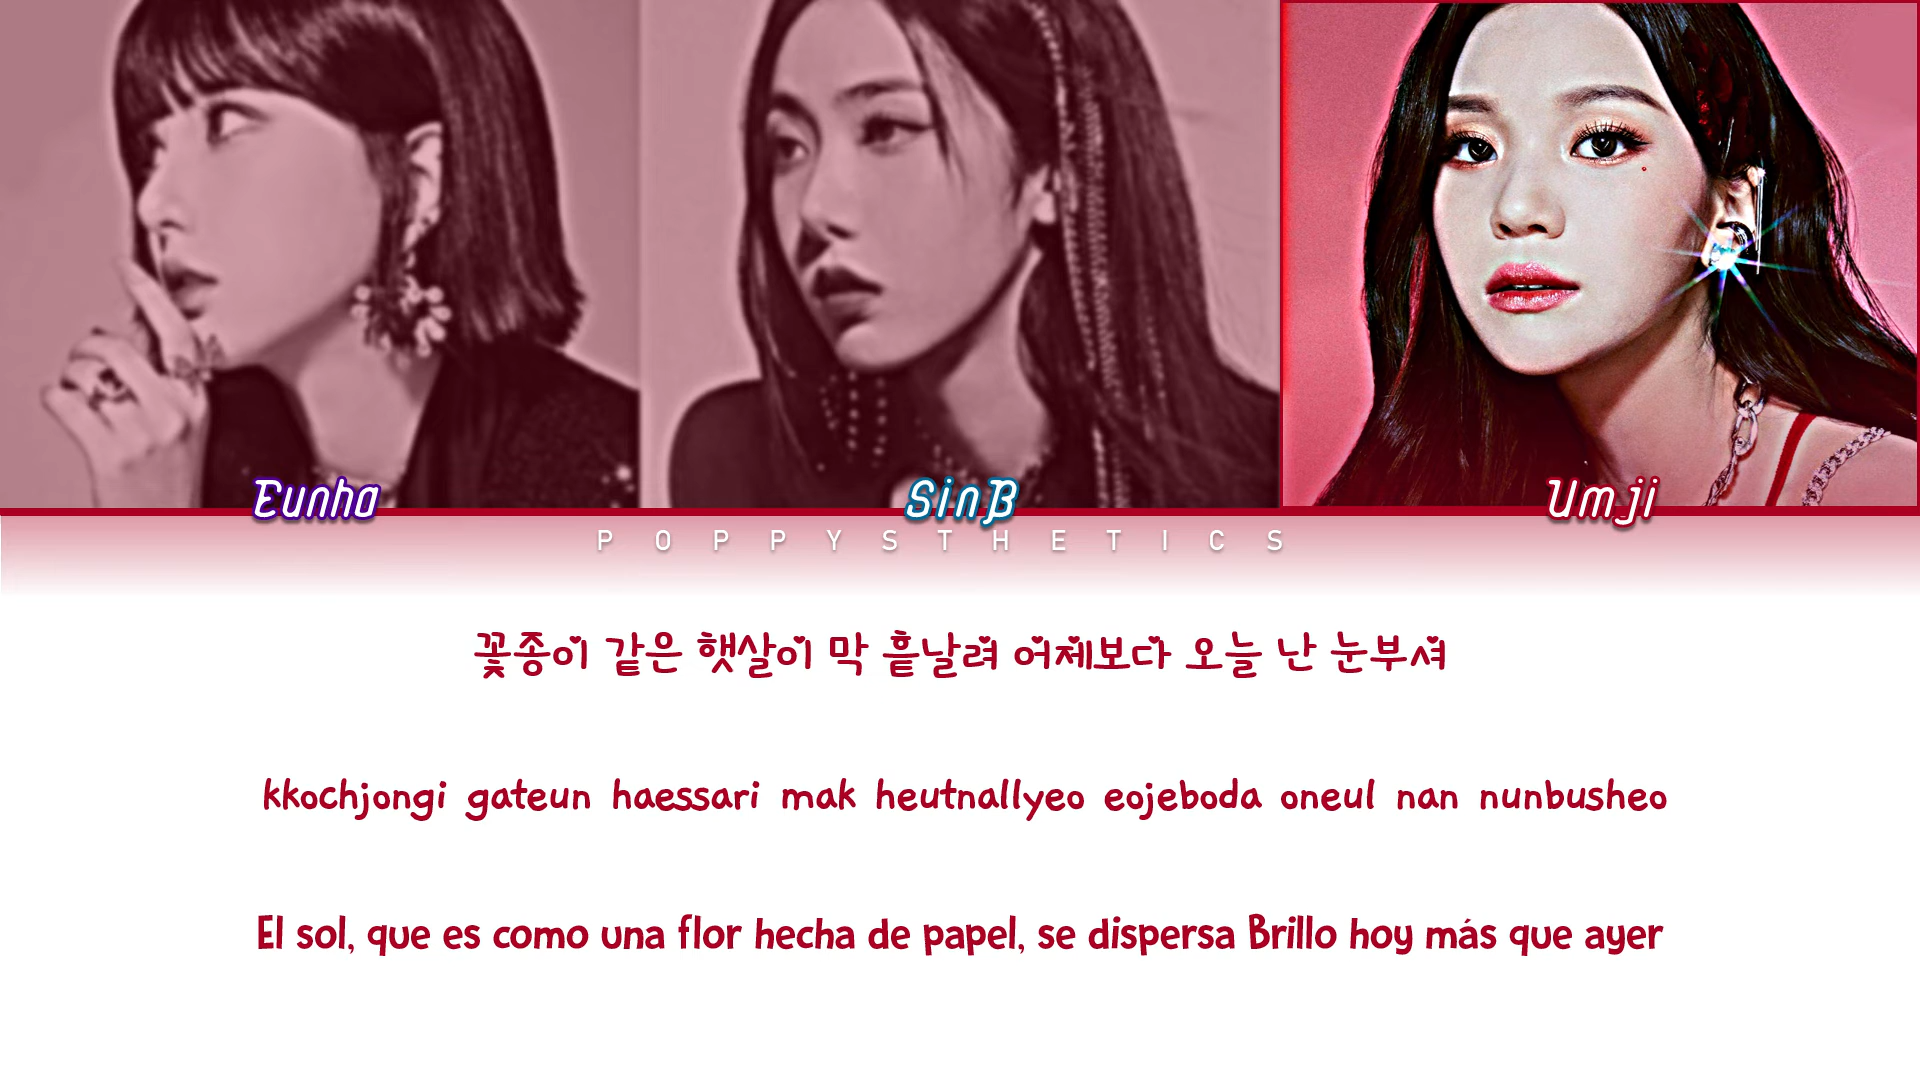 Eunha
SinB
Umji
POPPYSTHETICS
꽃종이 같은 햇살이 막 흩날려 어제보다 오늘 난 눈부셔
kkochjongi gateun haessari mak heutnallyeo eojeboda oneul nan nunbusheo
El sol, que es como una flor hecha de papel, se dispersa Brillo hoy más que ayer